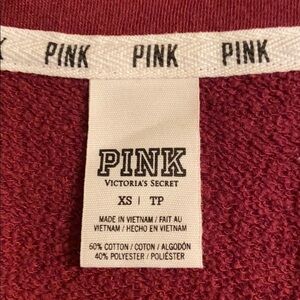 PINK PINK PINK
PINK
VICTORIA'S SECRET
XS | TP
MADE IN VIETNAM / FAIT AU
VIETNAM / HECHO EN VIETNAM
60% COTTON / COTON / ALGODÓN
40% POLYESTER / POLIÉSTER